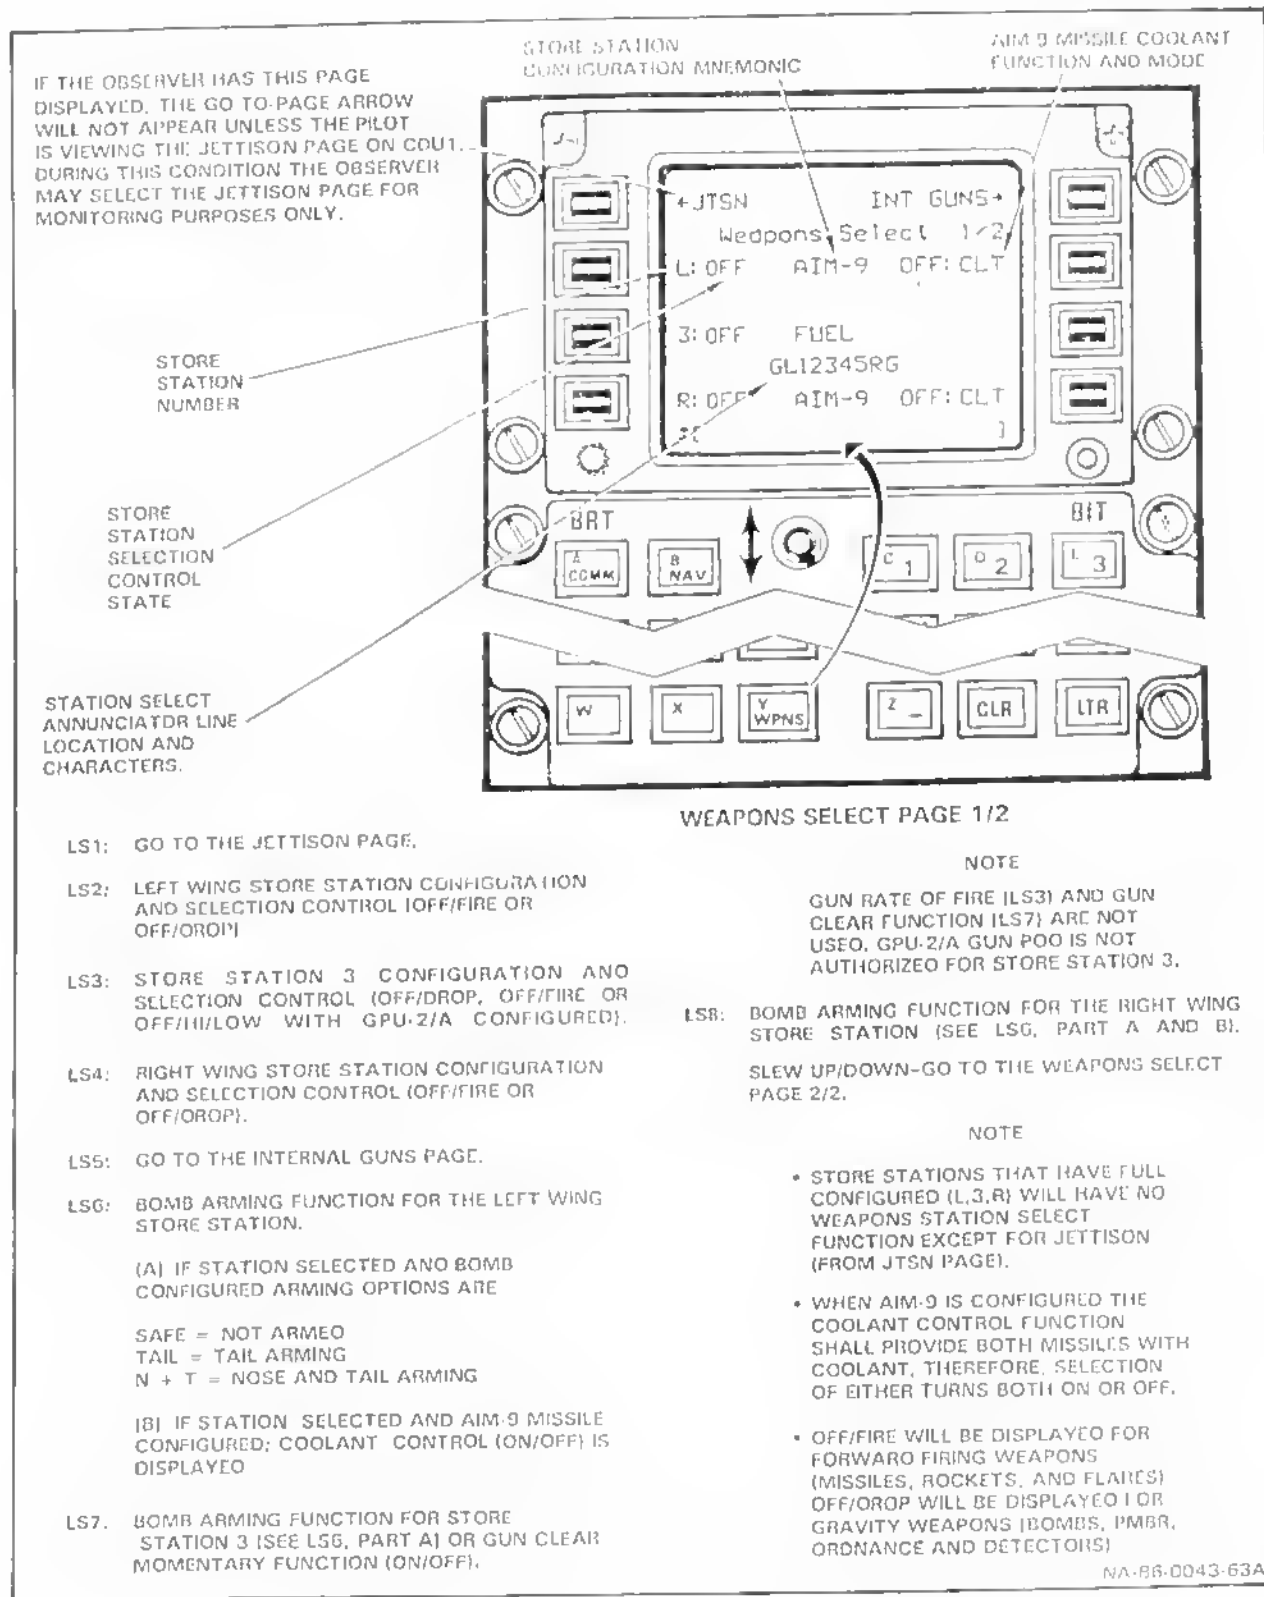 IF THE OBSERVER HAS THIS PAGE
DISPLAYED, THE GO TO-PAGE ARROW
WILL NOT APPEAR UNLESS THE PILOT
IS VIEWING THE JETTISON PAGE ON CDU1.
DURING THIS CONDITION THE OBSERVER
MAY SELECT THE JETTISON PAGE FOR
MONITORING PURPOSES ONLY.
STORE STATION
CONFIGURATION MNEMONIC
AIM-9 MISSILE COOLANT
FUNCTION AND MODE
←JTSN INT GUNS→
Weapons Select 1/2
L:OFF AIM-9 OFF:CLT
3:OFF FUEL
GL12345RG
R:OFF AIM-9 OFF:CLT
[ ]
STORE
STATION
NUMBER
STORE
STATION
SELECTION
CONTROL
STATE
STATION SELECT
ANNUNCIATOR LINE
LOCATION AND
CHARACTERS.
BRT BIT
A COMM B NAV C 1 D 2 3
W X Y WPNS Z – CLR LTR
WEAPONS SELECT PAGE 1/2
LS1: GO TO THE JETTISON PAGE.
LS2: LEFT WING STORE STATION CONFIGURATION
AND SELECTION CONTROL (OFF/FIRE OR
OFF/DROP)
LS3: STORE STATION 3 CONFIGURATION AND
SELECTION CONTROL (OFF/DROP, OFF/FIRE OR
OFF/HI/LOW WITH GPU-2/A CONFIGURED).
LS4: RIGHT WING STORE STATION CONFIGURATION
AND SELECTION CONTROL (OFF/FIRE OR
OFF/DROP).
LS5: GO TO THE INTERNAL GUNS PAGE.
LS6: BOMB ARMING FUNCTION FOR THE LEFT WING
STORE STATION.
(A) IF STATION SELECTED AND BOMB
CONFIGURED ARMING OPTIONS ARE
SAFE = NOT ARMED
TAIL = TAIL ARMING
N + T = NOSE AND TAIL ARMING
(B) IF STATION SELECTED AND AIM-9 MISSILE
CONFIGURED; COOLANT CONTROL (ON/OFF) IS
DISPLAYED
LS7. BOMB ARMING FUNCTION FOR STORE
STATION 3 (SEE LS6, PART A) OR GUN CLEAR
MOMENTARY FUNCTION (ON/OFF).
NOTE
GUN RATE OF FIRE (LS3) AND GUN
CLEAR FUNCTION (LS7) ARE NOT
USED. GPU-2/A GUN POD IS NOT
AUTHORIZED FOR STORE STATION 3.
LS8: BOMB ARMING FUNCTION FOR THE RIGHT WING
STORE STATION (SEE LS6, PART A AND B).
SLEW UP/DOWN-GO TO THE WEAPONS SELECT
PAGE 2/2.
NOTE
• STORE STATIONS THAT HAVE FULL
CONFIGURED (L,3,R) WILL HAVE NO
WEAPONS STATION SELECT
FUNCTION EXCEPT FOR JETTISON
(FROM JTSN PAGE).
• WHEN AIM-9 IS CONFIGURED THE
COOLANT CONTROL FUNCTION
SHALL PROVIDE BOTH MISSILES WITH
COOLANT, THEREFORE, SELECTION
OF EITHER TURNS BOTH ON OR OFF.
• OFF/FIRE WILL BE DISPLAYED FOR
FORWARD FIRING WEAPONS
(MISSILES, ROCKETS, AND FLARES)
OFF/DROP WILL BE DISPLAYED FOR
GRAVITY WEAPONS (BOMBS, PMBR,
ORDNANCE AND DETECTORS)
NA-86-0043-63A